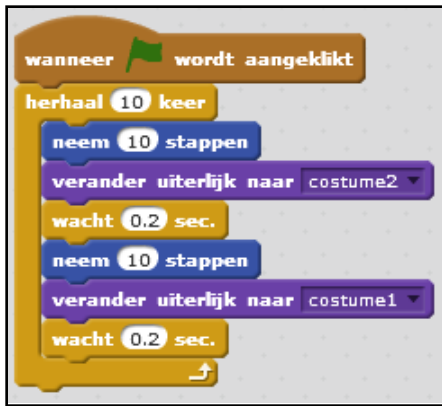 wanneer wordt aangeklikt
herhaal 10 keer
neem 10 stappen
verander uiterlijk naar costume2
wacht 0.2 sec.
neem 10 stappen
verander uiterlijk naar costume1
wacht 0.2 sec.